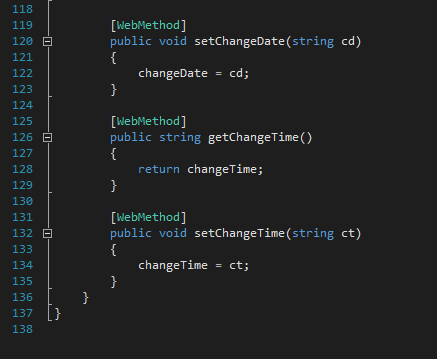 118
119 [WebMethod]
120 public void setChangeDate(string cd)
121 {
122 changeDate = cd;
123 }
124
125 [WebMethod]
126 public string getChangeTime()
127 {
128 return changeTime;
129 }
130
131 [WebMethod]
132 public void setChangeTime(string ct)
133 {
134 changeTime = ct;
135 }
136 }
137 }
138